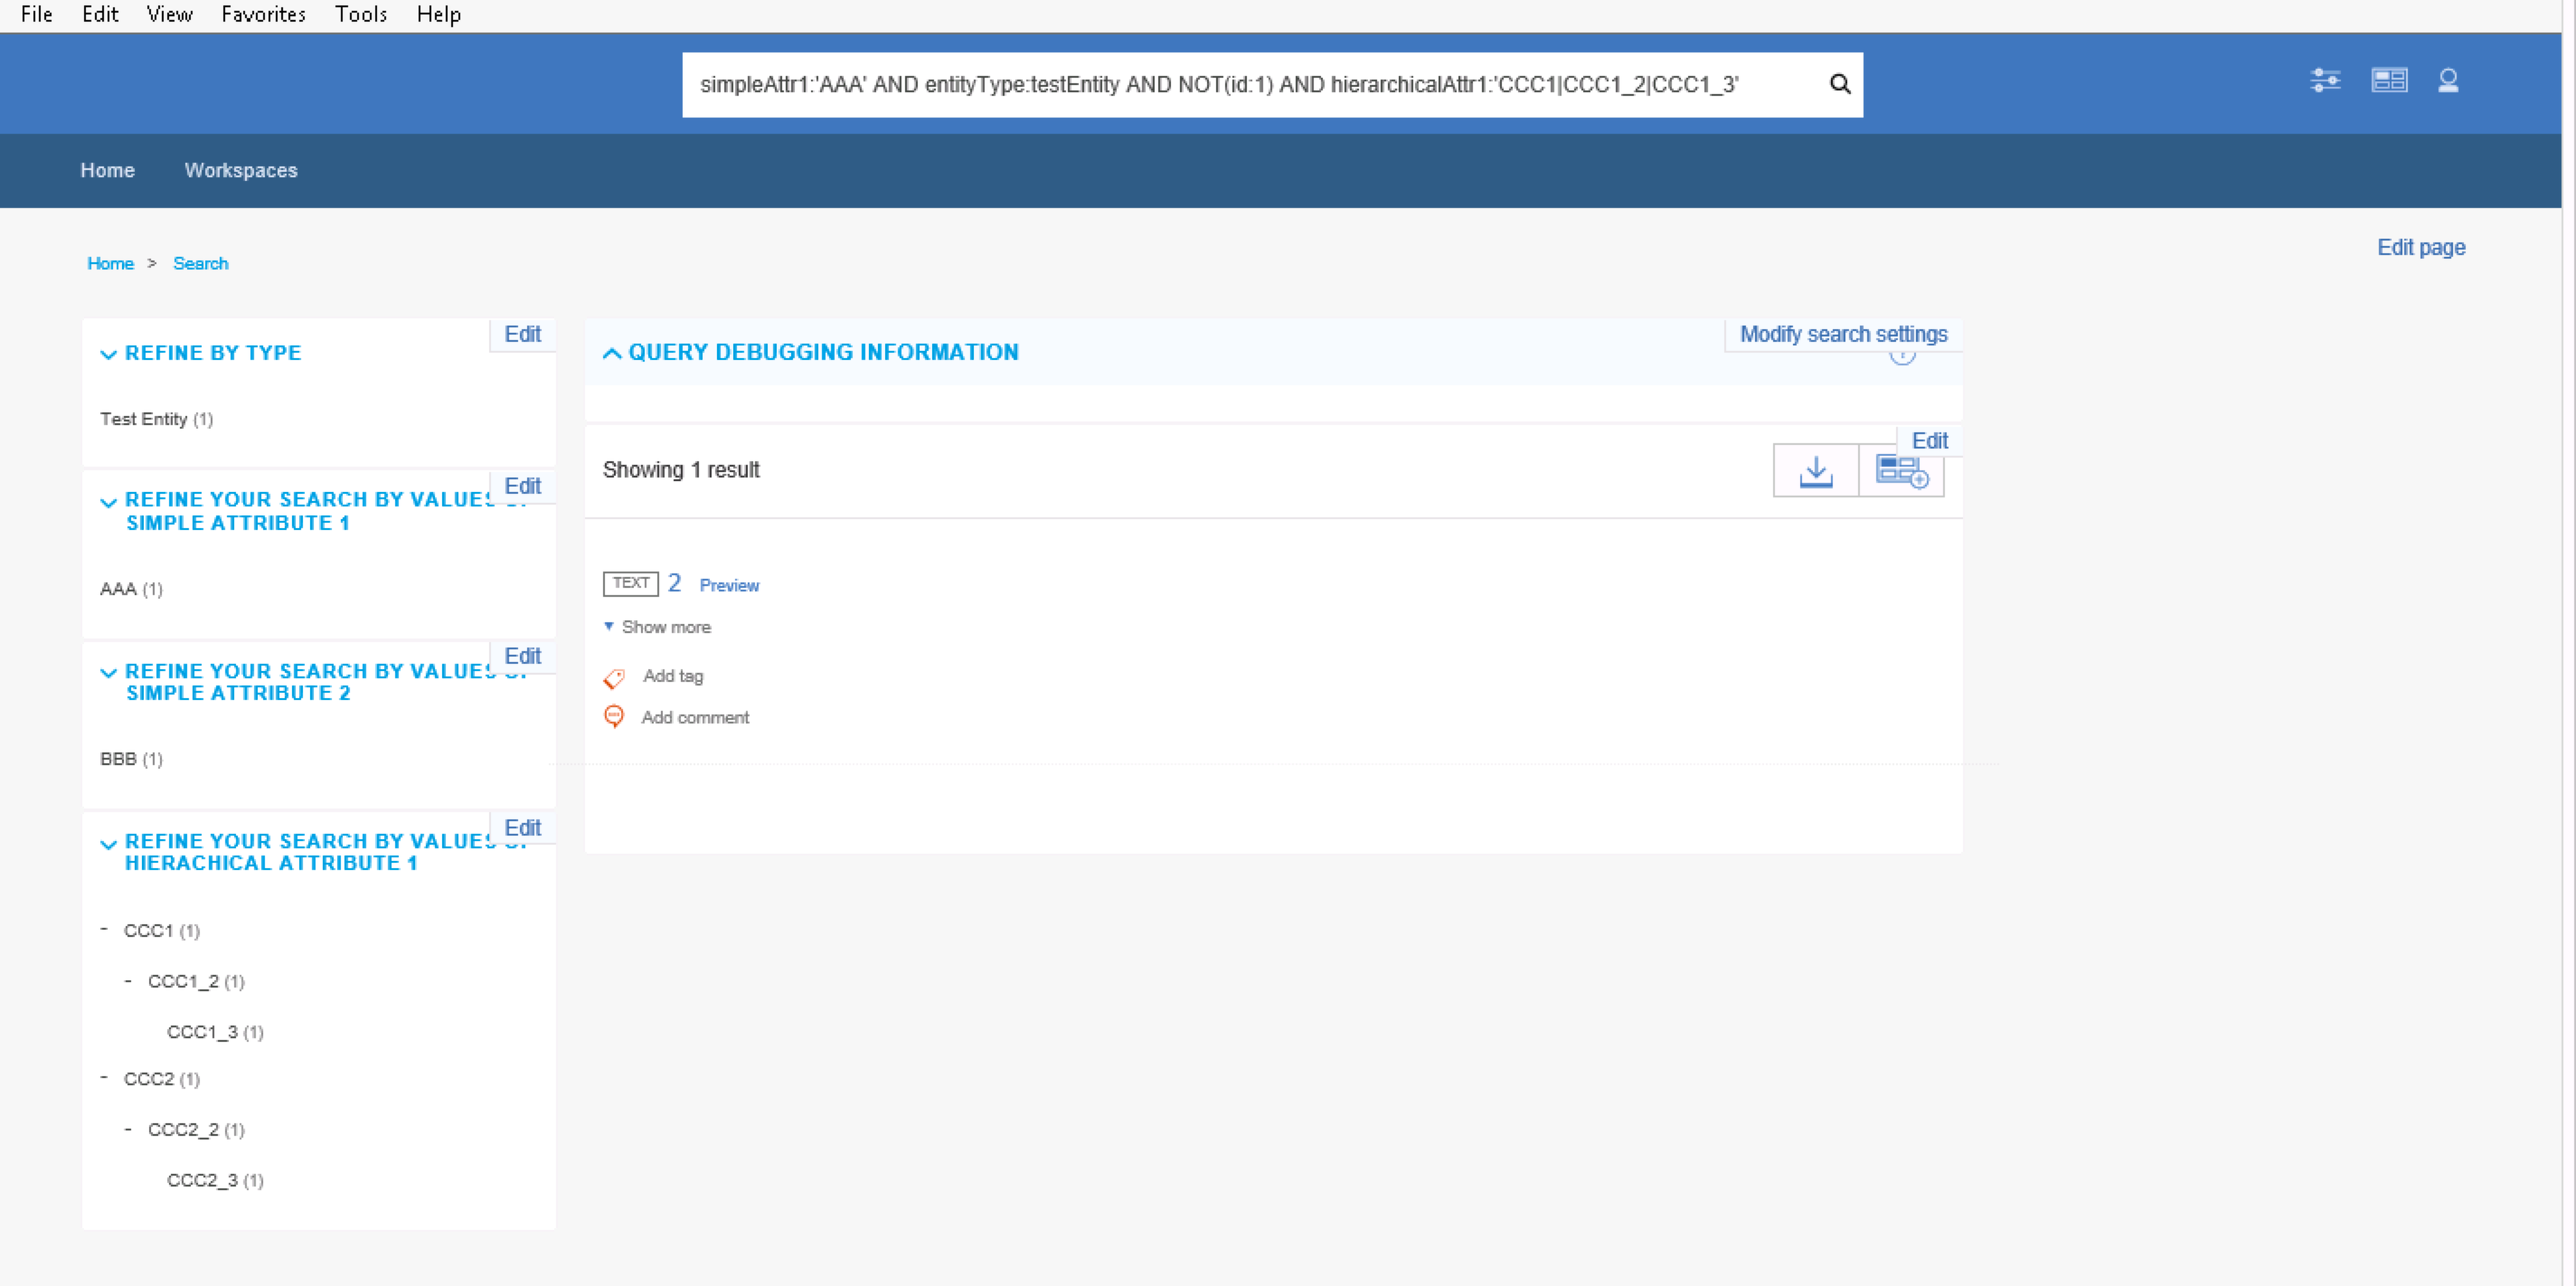 File Edit View Favorites Tools Help
simpleAttr1:'AAA' AND entityType:testEntity AND NOT(id:1) AND hierarchicalAttr1:'CCC1|CCC1_2|CCC1_3'
Home Workspaces
Home > Search
Edit page
REFINE BY TYPE
Edit
Test Entity (1)
REFINE YOUR SEARCH BY VALUES
Edit
SIMPLE ATTRIBUTE 1
AAA (1)
REFINE YOUR SEARCH BY VALUES
Edit
SIMPLE ATTRIBUTE 2
BBB (1)
REFINE YOUR SEARCH BY VALUES
Edit
HIERACHICAL ATTRIBUTE 1
- CCC1 (1)
- CCC1_2 (1)
CCC1_3 (1)
- CCC2 (1)
- CCC2_2 (1)
CCC2_3 (1)
QUERY DEBUGGING INFORMATION
Modify search settings
Showing 1 result
Edit
TEXT 2 Preview
Show more
Add tag
Add comment